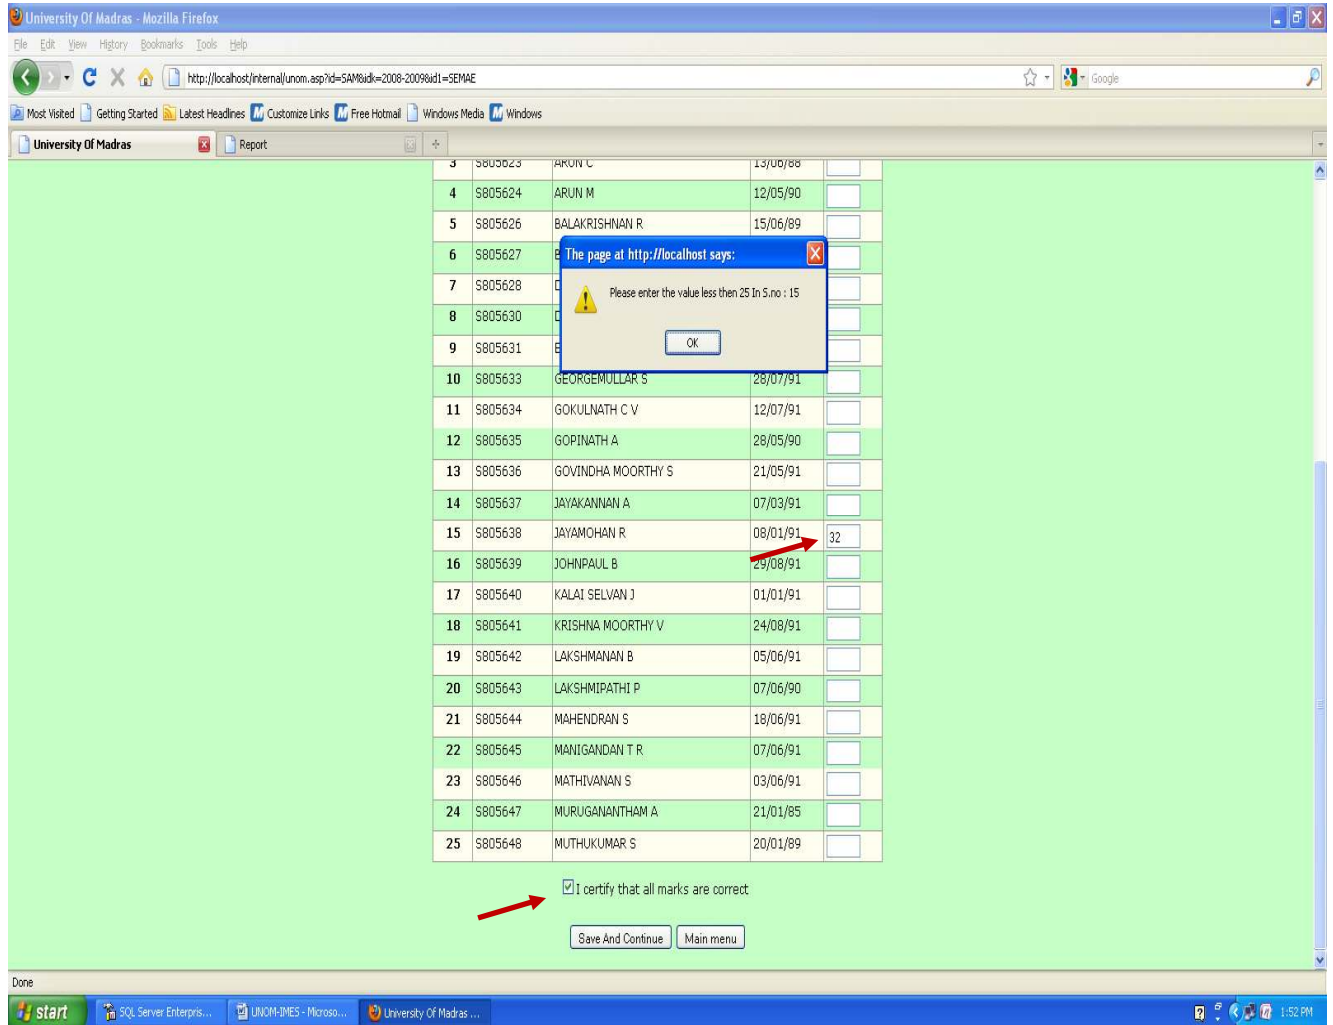 University Of Madras - Mozilla Firefox
File Edit View History Bookmarks Tools Help
http://localhost/internal/unom.asp?id=SAM&idk=2008-2009&id1=SEMAE
Google
Most Visited Getting Started Latest Headlines Customize Links Free Hotmail Windows Media Windows
University Of Madras Report
3 S805623 ARUN C 13/06/88
4 S805624 ARUN M 12/05/90
5 S805626 BALAKRISHNAN R 15/06/89
The page at http://localhost says:
6 S805627
7 S805628
Please enter the value less then 25 In S.no : 15
8 S805630
OK
9 S805631
10 S805633 GEORGEMULLAR S 28/07/91
11 S805634 GOKULNATH C V 12/07/91
12 S805635 GOPINATH A 28/05/90
13 S805636 GOVINDHA MOORTHY S 21/05/91
14 S805637 JAYAKANNAN A 07/03/91
15 S805638 JAYAMOHAN R 08/01/91 32
16 S805639 JOHNPAUL B 29/08/91
17 S805640 KALAI SELVAN J 01/01/91
18 S805641 KRISHNA MOORTHY V 24/08/91
19 S805642 LAKSHMANAN B 05/06/91
20 S805643 LAKSHMIPATHI P 07/06/90
21 S805644 MAHENDRAN S 18/06/91
22 S805645 MANIGANDAN T R 07/06/91
23 S805646 MATHIVANAN S 03/06/91
24 S805647 MURUGANANTHAM A 21/01/85
25 S805648 MUTHUKUMAR S 20/01/89
I certify that all marks are correct
Save And Continue Main menu
Done
start SQL Server Enterpris... UNOM-IMES - Microso... University Of Madras ... 1:52 PM